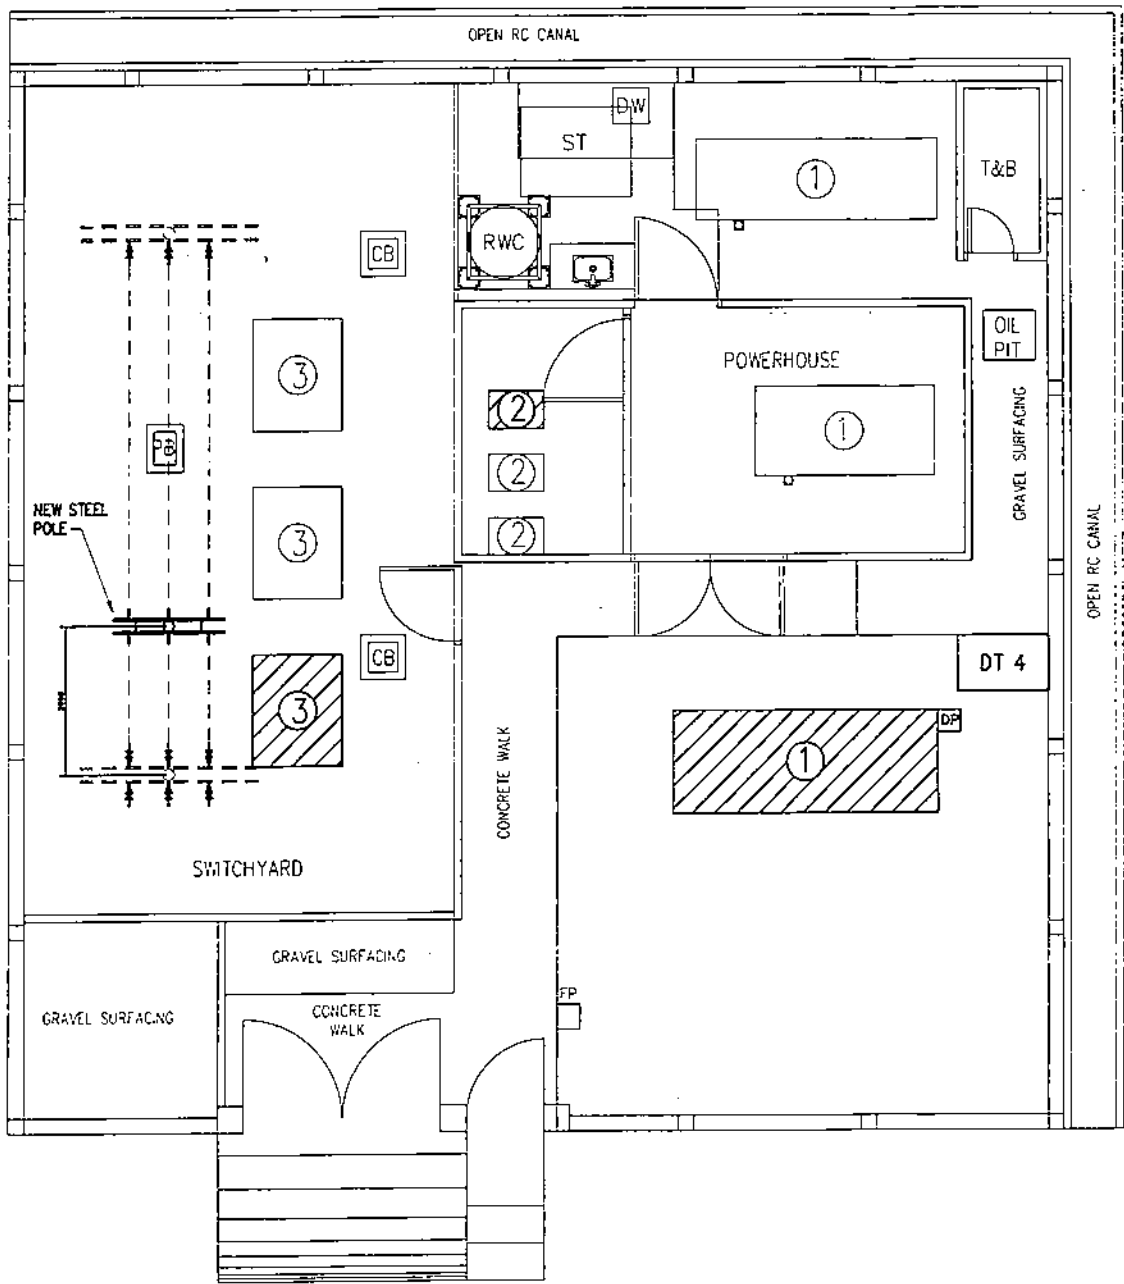 OPEN RC CANAL
DW
ST
1
T&B
RWC
CB
OIL
PIT
3
POWERHOUSE
2
1
GRAVEL SURFACING
2
NEW STEEL
POLE
3
2
OPEN RC CANAL
CB
DT 4
3
DP
1
CONCRETE WALK
SWITCHYARD
GRAVEL SURFACING
FP
CONCRETE
WALK
GRAVEL SURFACING